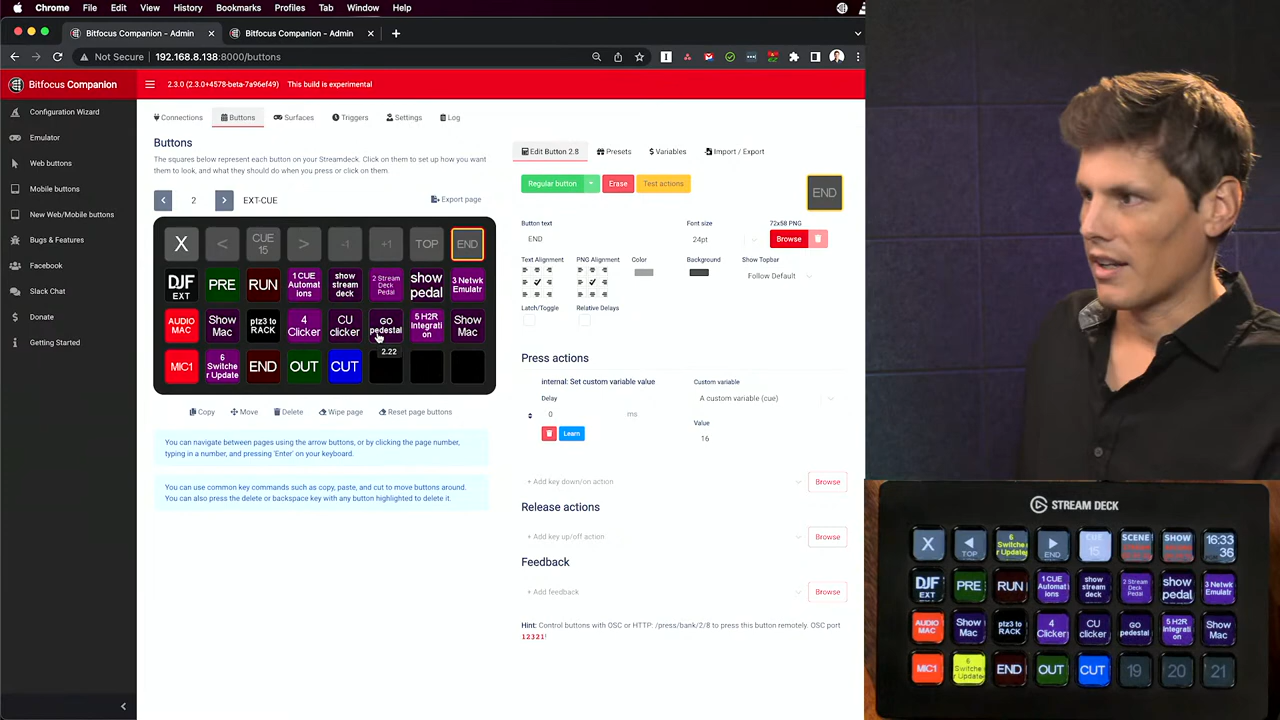 Chrome File Edit View History Bookmarks Profiles Tab Window Help
Bitfocus Companion - Admin
Bitfocus Companion - Admin
Not Secure 192.168.8.138:8000/buttons
Bitfocus Companion
2.3.0 (2.3.0+4578-beta-7a96ef49) This build is experimental
Configuration Wizard
Emulator
Web buttons
Mobile buttons
New Web/Mobile buttons
Bugs & Features
Facebook
Slack Chat
Donate
Getting Started
Connections Buttons Surfaces Triggers Settings Log
Buttons
The squares below represent each button on your Streamdeck. Click on them to set up how you want
them to look, and what they should do when you press or click on them.
2 EXT-CUE Export page
X < CUE 15 > -1 +1 TOP END
DJF EXT PRE RUN 1 CUE Automat ions show stream deck 2 Stream Deck Pedal show pedal 3 Netwk Emulatr
AUDIO MAC Show Mac ptz3 to RACK 4 Clicker CU clicker GO pedestal 5 H2R Integrati on Show Mac
2.22
MIC1 6 Switche r Update END OUT CUT
Copy Move Delete Wipe page Reset page buttons
You can navigate between pages using the arrow buttons, or by clicking the page number,
typing in a number, and pressing 'Enter' on your keyboard.
You can use common key commands such as copy, paste, and cut to move buttons around.
You can also press the delete or backspace key with any button highlighted to delete it.
Edit Button 2.8 Presets Variables Import / Export
Regular button Erase Test actions
END
Button text Font size 72x58 PNG
END 24pt Browse
Text Alignment PNG Alignment Color Background Show Topbar
Follow Default
Latch/Toggle Relative Delays
Press actions
internal: Set custom variable value Custom variable
Delay A custom variable (cue)
0 ms Value
Learn 16
+ Add key down/on action Browse
Release actions
+ Add key up/off action Browse
Feedback
+ Add feedback Browse
Hint: Control buttons with OSC or HTTP: /press/bank/2/8 to press this button remotely. OSC port
12321!
STREAM DECK
X TOP 6 Switche r Update END CUE 15 SCENE SHOW 16:33 36
DJF EXT PRE RUN 1 CUE Automat ions show stream deck 2 Stream Deck Pedal show pedal 3 Netwk Emulatr
AUDIO MAC Show Mac ptz3 to RACK 4 Clicker CU clicker GO pedestal 5 H2R Integrati on Show Mac
MIC1 6 Switche r Update END OUT CUT 19 20 21